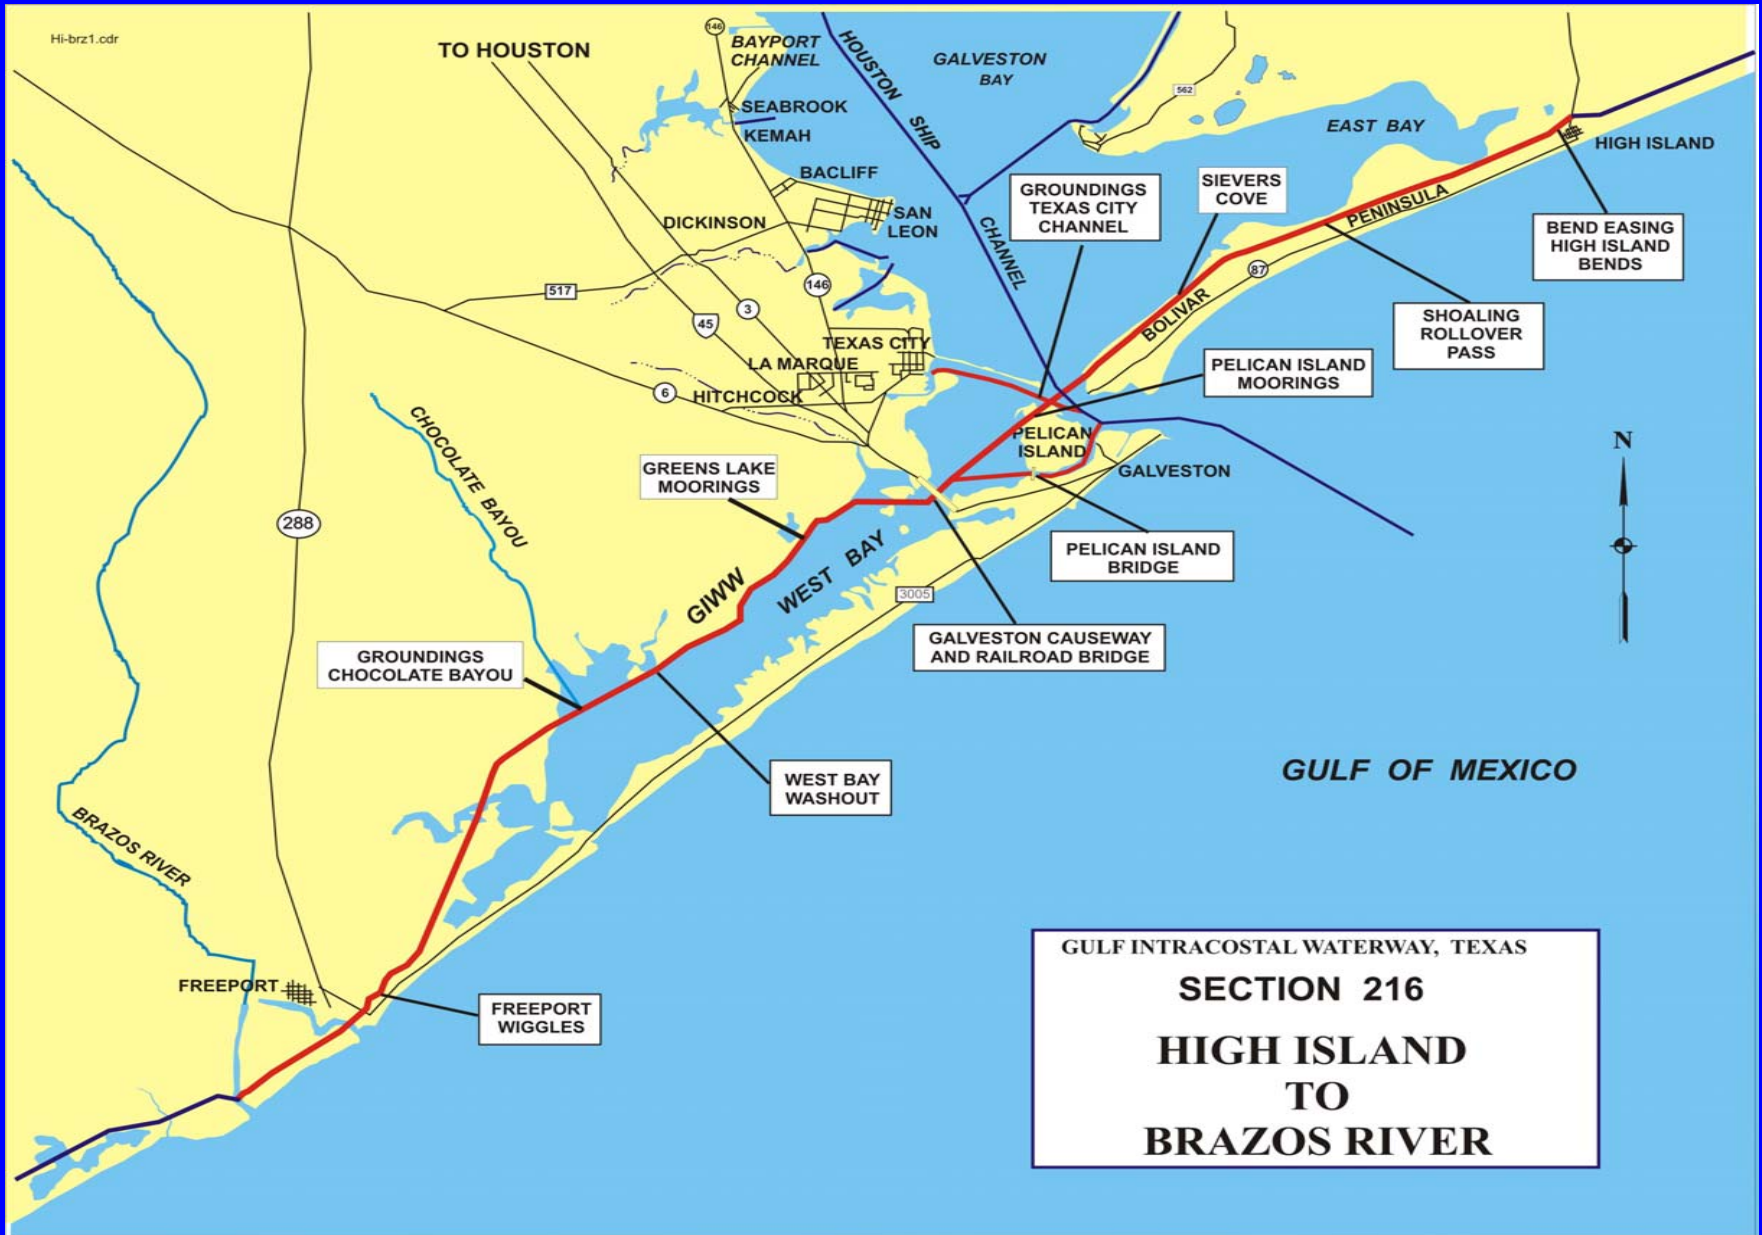 Hi-brz1.cdr
TO HOUSTON
146
BAYPORT
CHANNEL
HOUSTON SHIP CHANNEL
GALVESTON
BAY
562
SEABROOK
KEMAH
EAST BAY
HIGH ISLAND
BACLIFF
SAN
LEON
DICKINSON
GROUNDINGS
TEXAS CITY
CHANNEL
SIEVERS
COVE
BOLIVAR PENINSULA
87
BEND EASING
HIGH ISLAND
BENDS
517
146
3
45
SHOALING
ROLLOVER
PASS
TEXAS CITY
LA MARQUE
PELICAN ISLAND
MOORINGS
6
HITCHCOCK
CHOCOLATE BAYOU
PELICAN
ISLAND
GALVESTON
N
GREENS LAKE
MOORINGS
288
PELICAN ISLAND
BRIDGE
WEST BAY
GIWW
3005
GALVESTON CAUSEWAY
AND RAILROAD BRIDGE
GROUNDINGS
CHOCOLATE BAYOU
WEST BAY
WASHOUT
GULF OF MEXICO
BRAZOS RIVER
FREEPORT
FREEPORT
WIGGLES
GULF INTRACOSTAL WATERWAY, TEXAS
SECTION 216
HIGH ISLAND
TO
BRAZOS RIVER